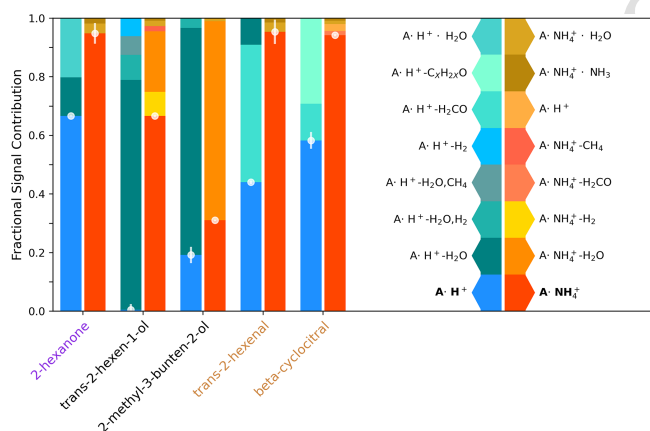 Fractional Signal Contribution
1.0
0.8
0.6
0.4
0.2
0.0
2-hexanone
trans-2-hexen-1-ol
2-methyl-3-bunten-2-ol
trans-2-hexenal
beta-cyclocitral
A· H⁺ · H₂O
A· NH₄⁺ · H₂O
A· H⁺-CₓH₂ₓO
A· NH₄⁺ · NH₃
A· H⁺-H₂CO
A· H⁺
A· H⁺-H₂
A· NH₄⁺-CH₄
A· H⁺-H₂O,CH₄
A· NH₄⁺-H₂CO
A· H⁺-H₂O,H₂
A· NH₄⁺-H₂
A· H⁺-H₂O
A· NH₄⁺-H₂O
A· H⁺
A· NH₄⁺